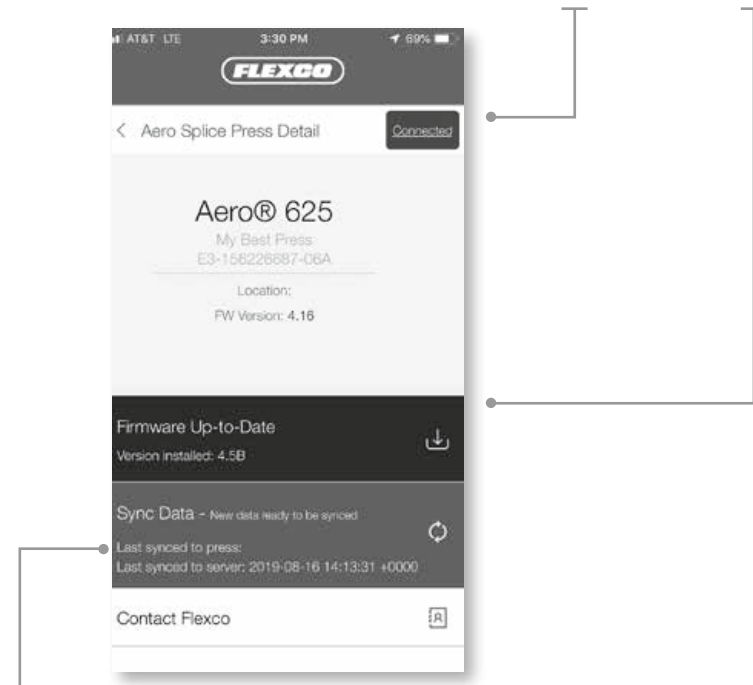 AT&T LTE 3:30 PM 69%
FLEXCO
< Aero Splice Press Detail Connected
Aero® 625
My Best Press
E3-156226687-06A
Location:
FW Version: 4.16
Firmware Up-to-Date
Version installed: 4.5B
Sync Data - New data ready to be synced
Last synced to press:
Last synced to server: 2019-08-16 14:13:31 +0000
Contact Flexco